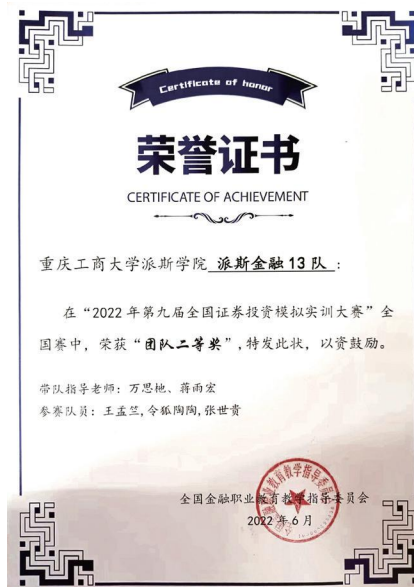 Certificate of honor
荣誉证书
CERTIFICATE OF ACHIEVEMENT
重庆工商大学派斯学院 派斯金融13队 ：
在“2022年第九届全国证券投资模拟实训大赛”全
国赛中，荣获“团队二等奖”，特发此状，以资鼓励。
带队指导老师：万思杝、蒋雨宏
参赛队员：王孟竺,令狐陶陶,张世贵
全国金融职业教育教学指导委员会
2022年6月